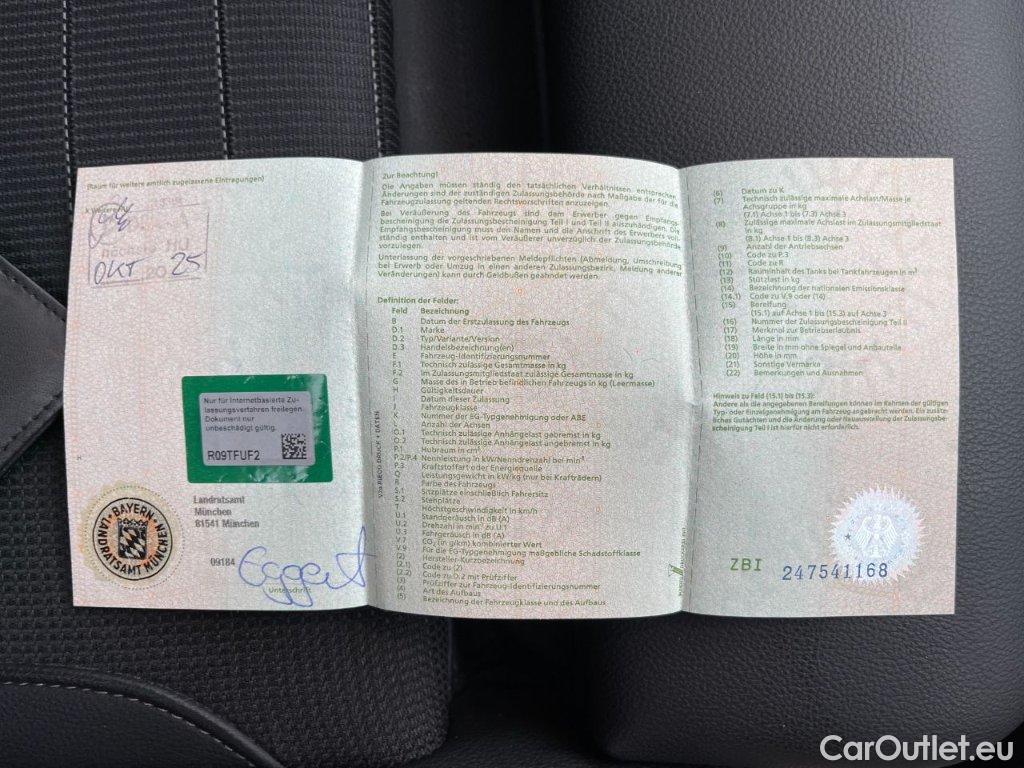 (Raum für weitere amtlich zugelassene Eintragungen)
OKT 25
Nur für Internetbasierte Zu-
lassungsverfahren freilegen.
Dokument nur
unbeschädigt gültig.
R09TFUF2
BAYERN
LANDRATSAMT MÜNCHEN
Landratsamt
München
81541 München
09184
Eggert
Unterschrift
Zur Beachtung!
Die Angaben müssen ständig den tatsächlichen Verhältnissen entsprechen.
Änderungen sind der zuständigen Zulassungsbehörde nach Maßgabe der für die
Fahrzeugzulassung geltenden Rechtsvorschriften anzuzeigen.
Bei Veräußerung des Fahrzeugs sind dem Erwerber gegen Empfangs-
bescheinigung die Zulassungsbescheinigung Teil I und Teil II auszuhändigen. Die
Empfangsbescheinigung muss den Namen und die Anschrift des Erwerbers voll-
ständig enthalten und ist vom Veräußerer unverzüglich der Zulassungsbehörde
vorzulegen.
Unterlassung der vorgeschriebenen Meldepflichten (Abmeldung, Umschreibung
bei Erwerb oder Umzug in einen anderen Zulassungsbezirk, Meldung anderer
Veränderungen) kann durch Geldbußen geahndet werden.
Definition der Felder:
Feld Bezeichnung
B Datum der Erstzulassung des Fahrzeugs
D.1 Marke
D.2 Typ/Variante/Version
D.3 Handelsbezeichnung(en)
E Fahrzeug-Identifizierungsnummer
F.1 Technisch zulässige Gesamtmasse in kg
F.2 Im Zulassungsmitgliedstaat zulässige Gesamtmasse in kg
G Masse des in Betrieb befindlichen Fahrzeugs in kg (Leermasse)
H Gültigkeitsdauer
I Datum dieser Zulassung
J Fahrzeugklasse
K Nummer der EG-Typgenehmigung oder ABE
L Anzahl der Achsen
O.1 Technisch zulässige Anhängelast gebremst in kg
O.2 Technisch zulässige Anhängelast ungebremst in kg
P.1 Hubraum in cm³
P.2/P.4 Nennleistung in kW/Nenndrehzahl bei min⁻¹
P.3 Kraftstoffart oder Energiequelle
Q Leistungsgewicht in kW/kg (nur bei Krafträdern)
R Farbe des Fahrzeugs
S.1 Sitzplätze einschließlich Fahrersitz
S.2 Stehplätze
T Höchstgeschwindigkeit in km/h
U.1 Standgeräusch in dB (A)
U.2 Drehzahl in min⁻¹ zu U.1
U.3 Fahrgeräusch in dB (A)
V.7 CO₂ (in g/km) kombinierter Wert
V.9 Für die EG-Typgenehmigung maßgebliche Schadstoffklasse
(2) Hersteller-Kurzbezeichnung
(2.1) Code zu (2)
(2.2) Code zu D.2 mit Prüfziffer
(3) Prüfziffer zur Fahrzeug-Identifizierungsnummer
(4) Art des Aufbaus
(5) Bezeichnung der Fahrzeugklasse und des Aufbaus
(6) Datum zu K
(7) Technisch zulässige maximale Achslast/Masse je
Achsgruppe in kg
(7.1) Achse 1 bis (7.3) Achse 3
(8) Zulässige maximale Achslast im Zulassungsmitgliedstaat
in kg
(8.1) Achse 1 bis (8.3) Achse 3
(9) Anzahl der Antriebsachsen
(10) Code zu P.3
(11) Code zu R
(12) Rauminhalt des Tanks bei Tankfahrzeugen in m³
(13) Stützlast in kg
(14) Bezeichnung der nationalen Emissionsklasse
(14.1) Code zu V.9 oder (14)
(15) Bereifung
(15.1) auf Achse 1 bis (15.3) auf Achse 3
(16) Nummer der Zulassungsbescheinigung Teil II
(17) Merkmal zur Betriebserlaubnis
(18) Länge in mm
(19) Breite in mm ohne Spiegel und Anbauteile
(20) Höhe in mm
(21) Sonstige Vermerke
(22) Bemerkungen und Ausnahmen
Hinweis zu Feld (15.1) bis (15.3):
Andere als die angegebenen Bereifungen können im Rahmen der gültigen
Typ- oder Einzelgenehmigung am Fahrzeug angebracht werden. Ein zusätz-
liches Gutachten und die Änderung oder Neuausstellung der Zulassungsbe-
scheinigung Teil I ist hierfür nicht erforderlich.
ZBI 247541168
CarOutlet.eu